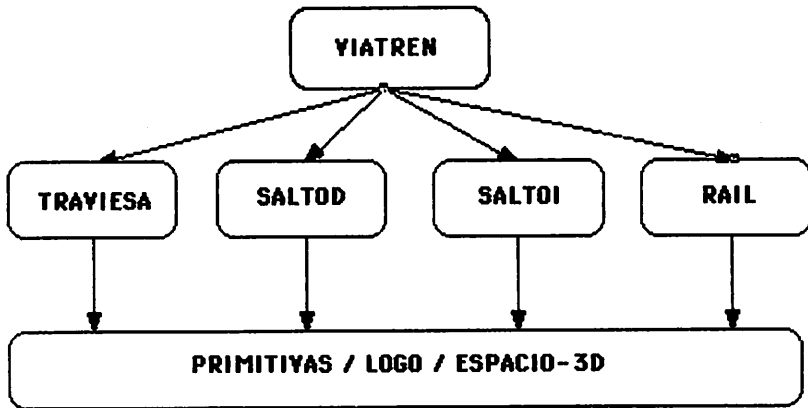 VIATREN
TRAVIESA
SALTOD
SALTOI
RAIL
PRIMITIVAS / LOGO / ESPACIO-3D